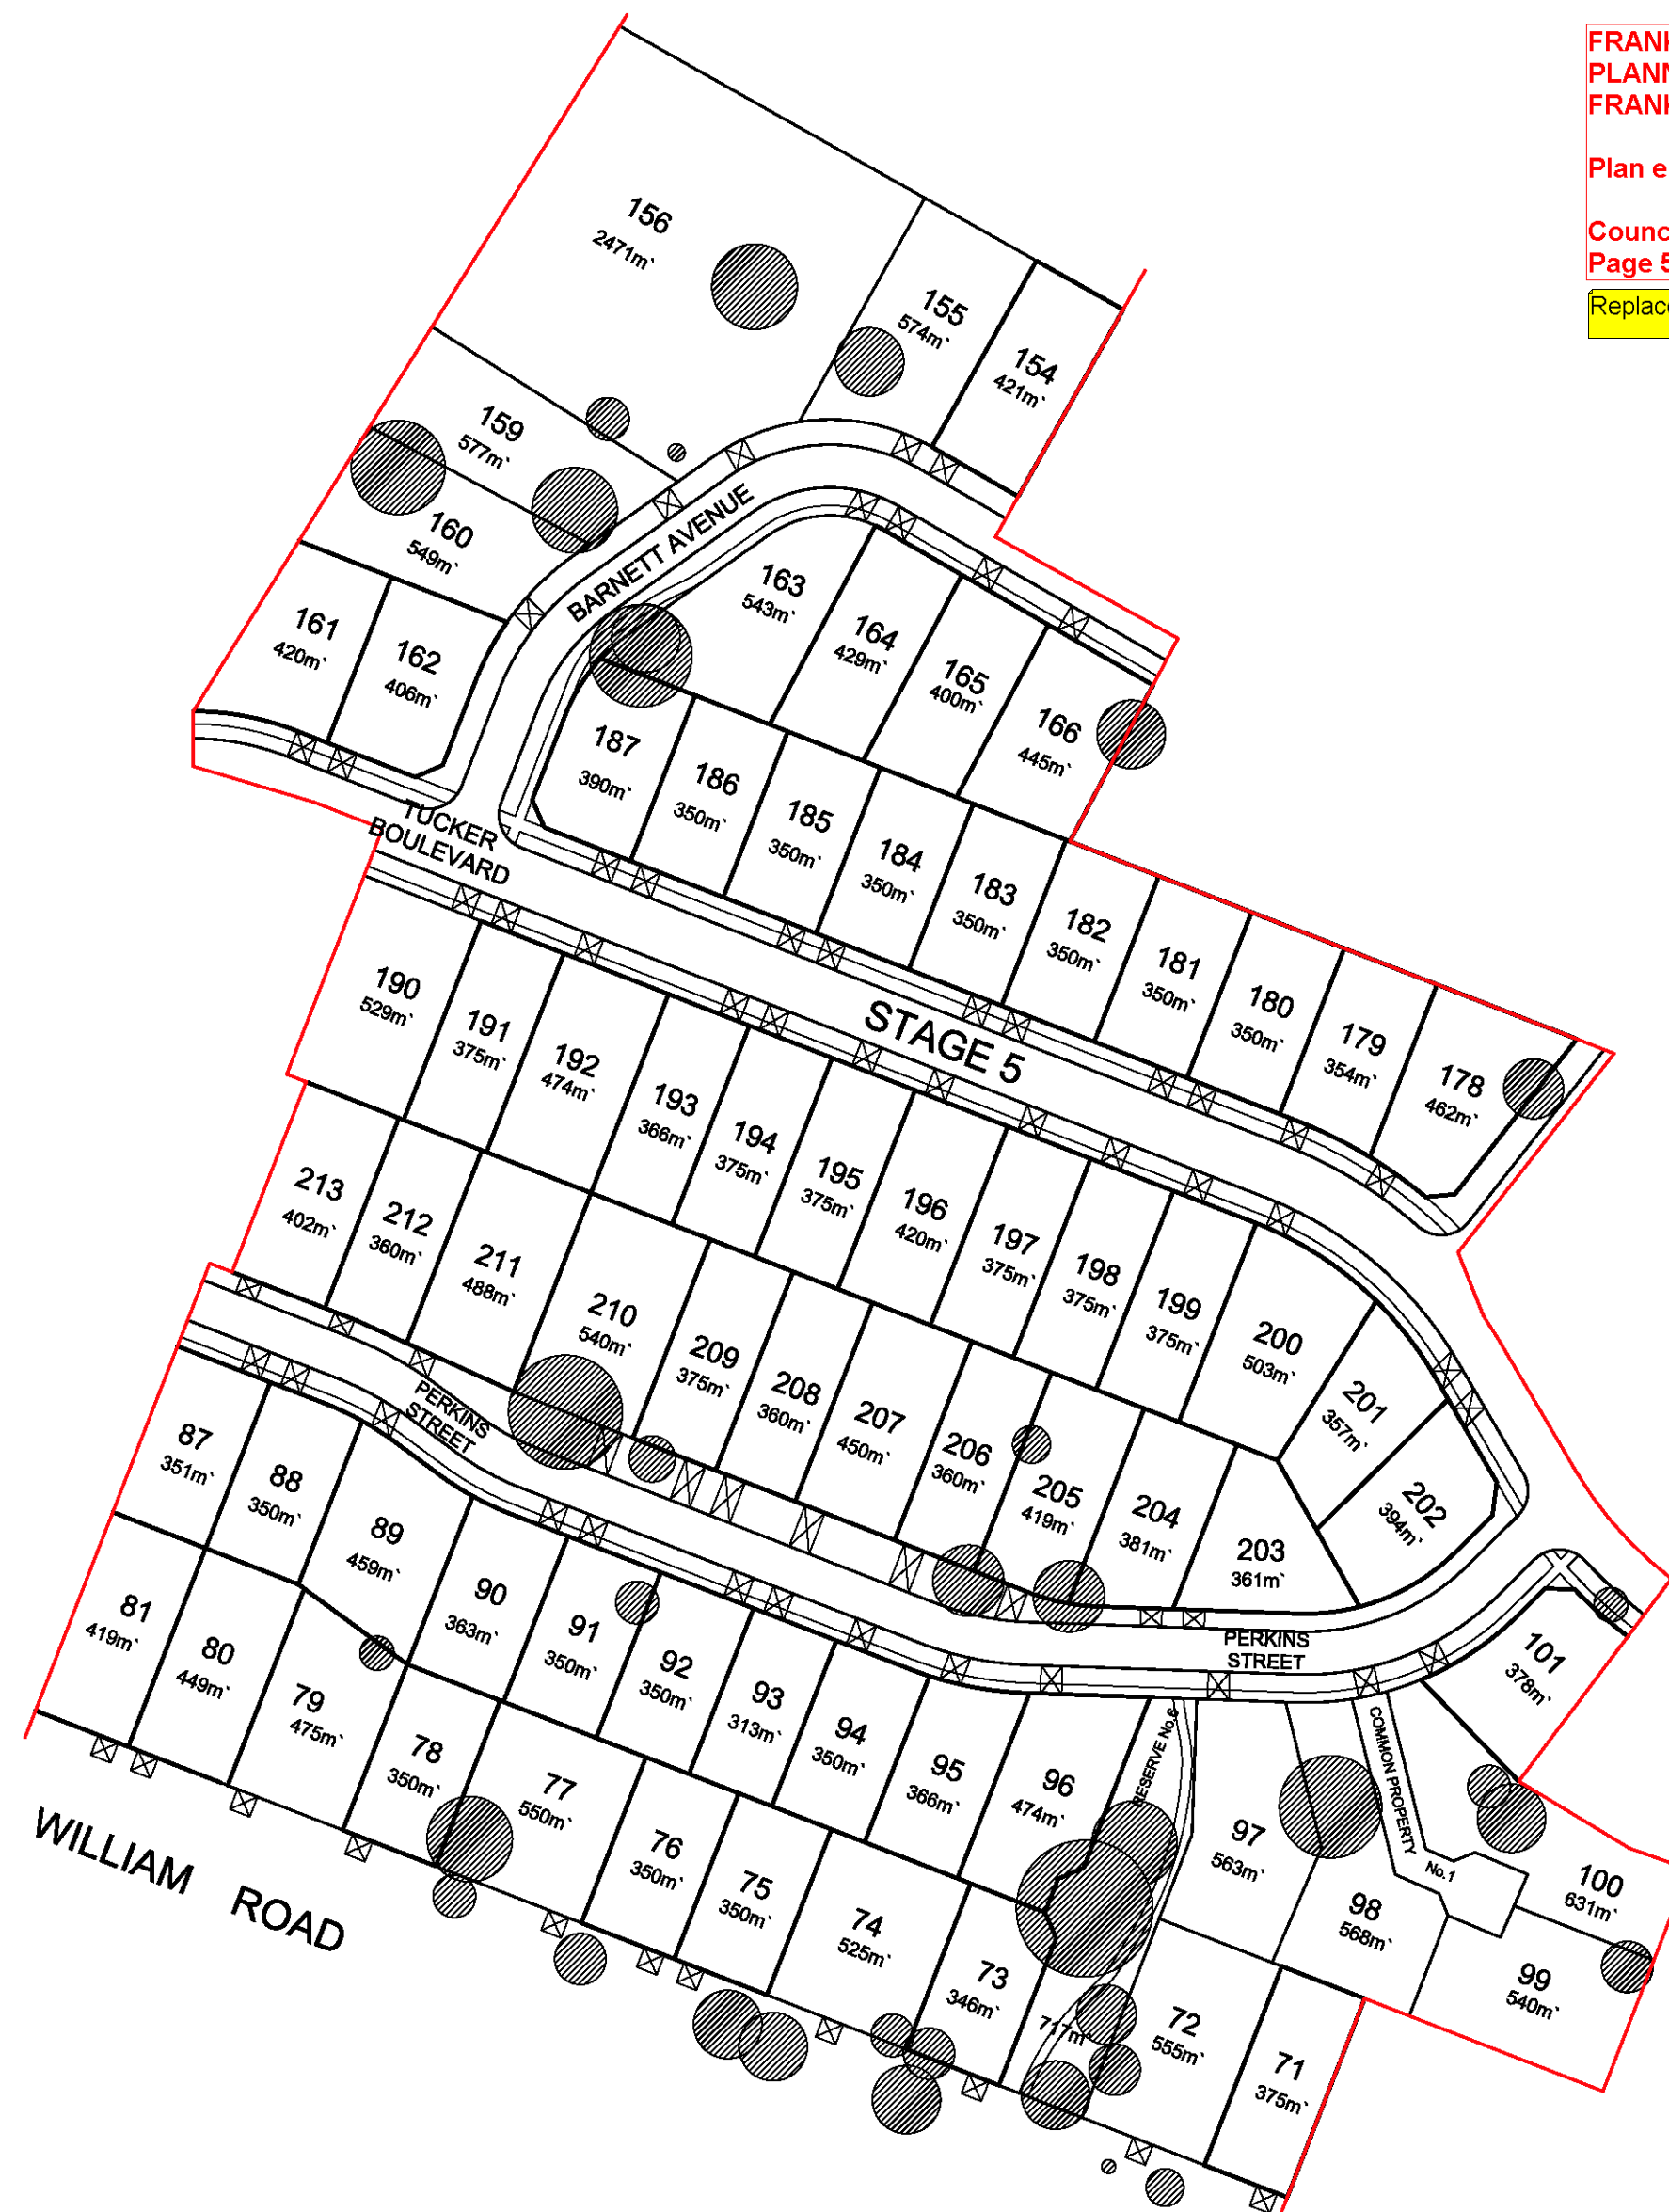 FRANK
PLANN
FRANK
Plan e
Counc
Page 5
Replace
156
2471m`
155
574m`
154
421m`
159
577m`
160
549m`
161
420m`
162
406m`
BARNETT AVENUE
163
543m`
164
429m`
165
400m`
166
445m`
187
390m`
186
350m`
185
350m`
184
350m`
183
350m`
182
350m`
181
350m`
180
350m`
179
354m`
178
462m`
TUCKER
BOULEVARD
STAGE 5
190
529m`
191
375m`
192
474m`
193
366m`
194
375m`
195
375m`
196
420m`
197
375m`
198
375m`
199
375m`
200
503m`
201
357m`
202
394m`
213
402m`
212
360m`
211
488m`
210
540m`
209
375m`
208
360m`
207
450m`
206
360m`
205
419m`
204
381m`
203
361m`
PERKINS
STREET
PERKINS
STREET
87
351m`
88
350m`
89
459m`
90
363m`
91
350m`
92
350m`
93
313m`
94
350m`
95
366m`
96
474m`
RESERVE No.6
717m`
97
563m`
COMMON PROPERTY
No.1
98
568m`
99
540m`
100
631m`
101
378m`
81
419m`
80
449m`
79
475m`
78
350m`
77
550m`
76
350m`
75
350m`
74
525m`
73
346m`
72
555m`
71
375m`
WILLIAM ROAD